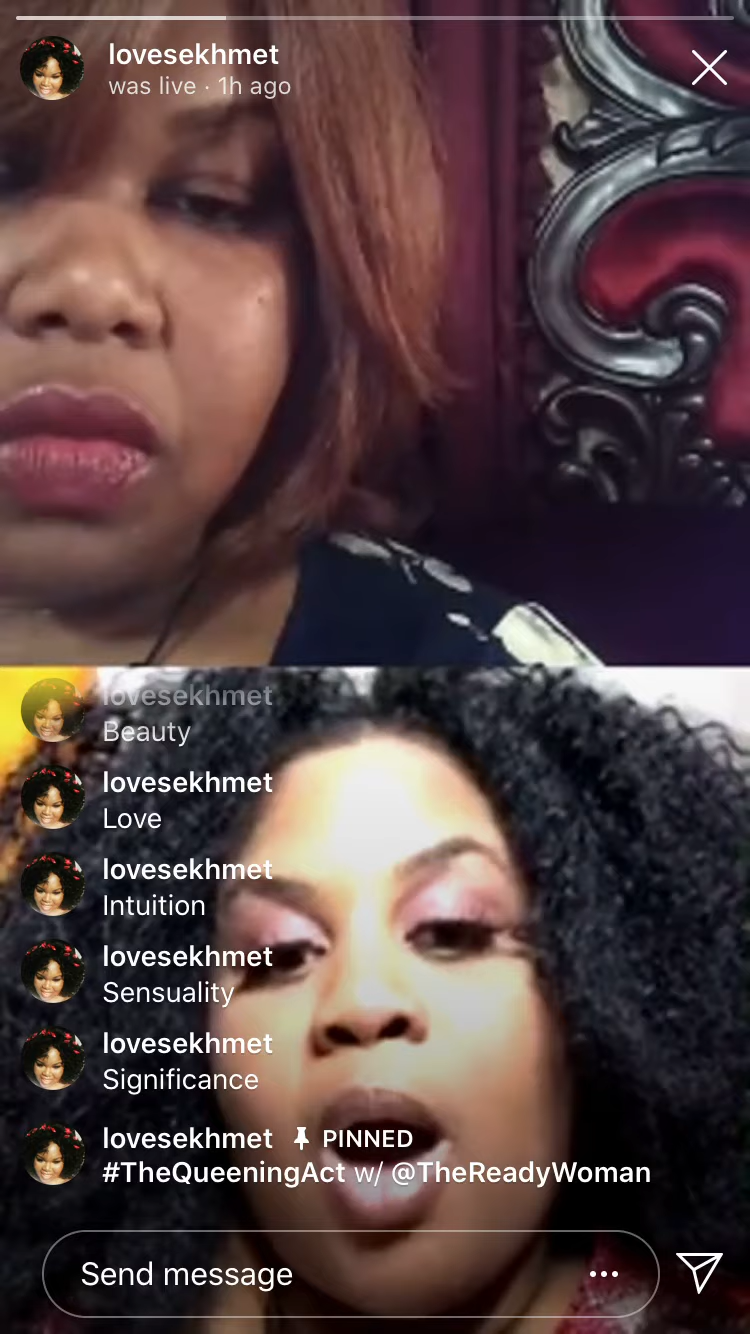 lovesekhmet
was live · 1h ago
lovesekhmet
Beauty
lovesekhmet
Love
lovesekhmet
Intuition
lovesekhmet
Sensuality
lovesekhmet
Significance
lovesekhmet PINNED
#TheQueeningAct w/ @TheReadyWoman
Send message